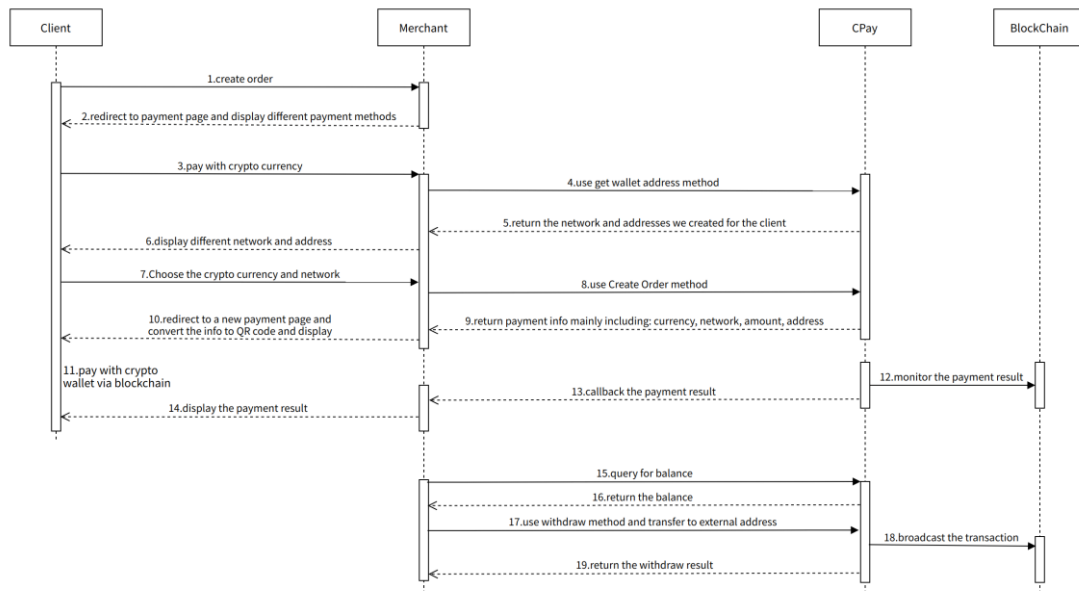 Client
Merchant
CPay
BlockChain
1.create order
2.redirect to payment page and display different payment methods
3.pay with crypto currency
4.use get wallet address method
5.return the network and addresses we created for the client
6.display different network and address
7.Choose the crypto currency and network
8.use Create Order method
9.return payment info mainly including: currency, network, amount, address
10.redirect to a new payment page and
convert the info to QR code and display
11.pay with crypto
wallet via blockchain
12.monitor the payment result
13.callback the payment result
14.display the payment result
15.query for balance
16.return the balance
17.use withdraw method and transfer to external address
18.broadcast the transaction
19.return the withdraw result